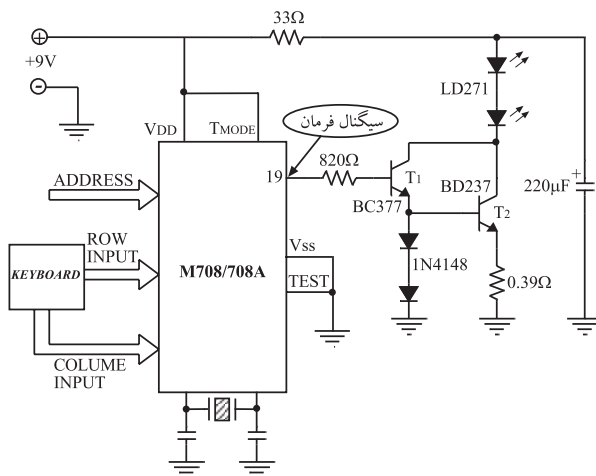 33Ω
+9V
LD271
VDD
TMODE
سیگنال فرمان
19
820Ω
T1
BC377
BD237
T2
220μF
+
ADDRESS
ROW
INPUT
KEYBOARD
M708/708A
VSS
TEST
1N4148
0.39Ω
COLUME
INPUT